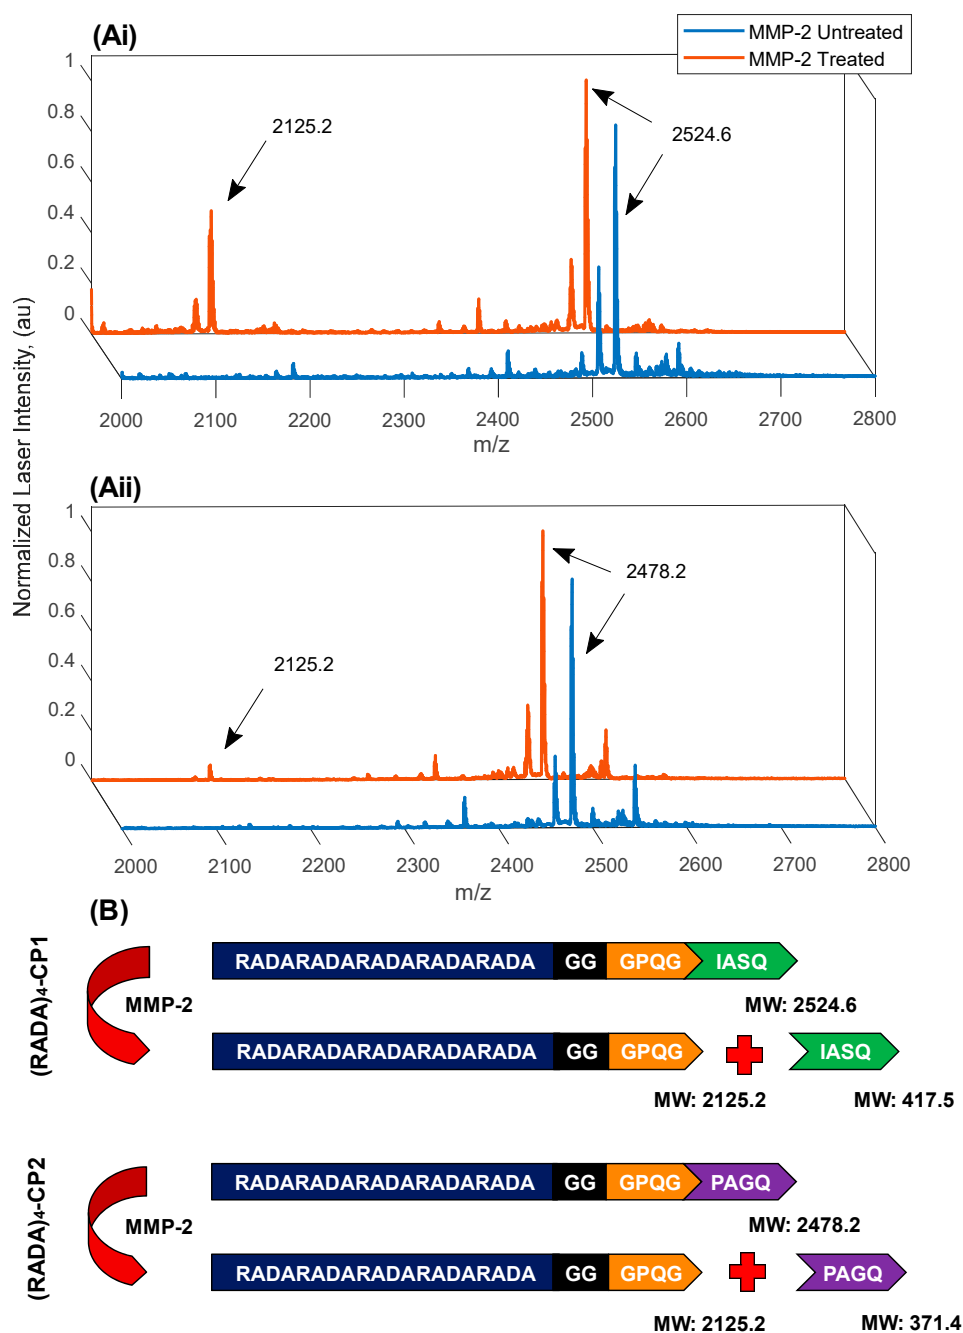 (Ai)
MMP-2 Untreated
MMP-2 Treated
1
0.8
0.6
0.4
0.2
0
2125.2
2524.6
2000 2100 2200 2300 2400 2500 2600 2700 2800
m/z
Normalized Laser Intensity, (au)
(Aii)
1
0.8
0.6
0.4
0.2
0
2125.2
2478.2
2000 2100 2200 2300 2400 2500 2600 2700 2800
m/z
(B)
(RADA)4-CP1
MMP-2
RADARADARADARADARADA GG GPQG IASQ
MW: 2524.6
RADARADARADARADARADA GG GPQG IASQ
MW: 2125.2 MW: 417.5
(RADA)4-CP2
MMP-2
RADARADARADARADARADA GG GPQG PAGQ
MW: 2478.2
RADARADARADARADARADA GG GPQG PAGQ
MW: 2125.2 MW: 371.4